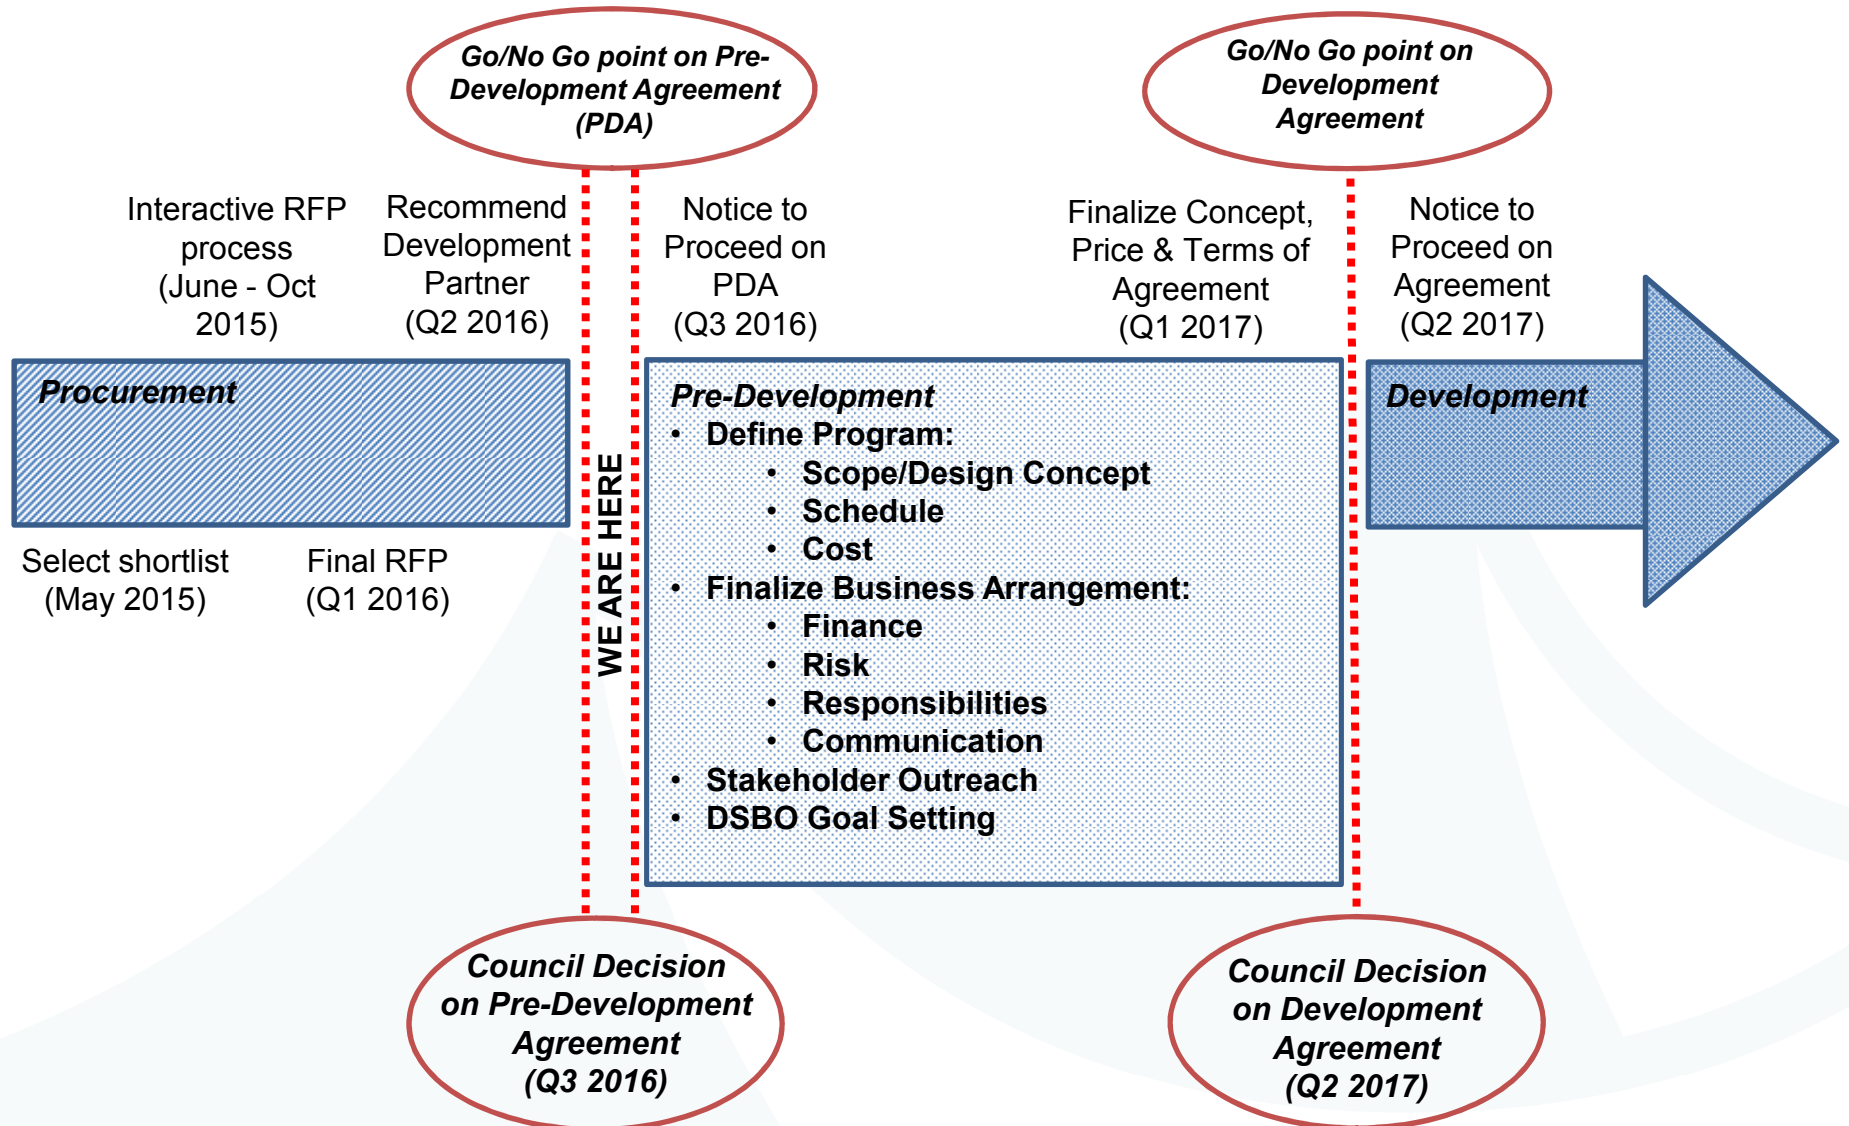 Go/No Go point on Pre-
Development Agreement
(PDA)
Go/No Go point on
Development
Agreement
Interactive RFP
process
(June - Oct
2015)
Recommend
Development
Partner
(Q2 2016)
Notice to
Proceed on
PDA
(Q3 2016)
Finalize Concept,
Price & Terms of
Agreement
(Q1 2017)
Notice to
Proceed on
Agreement
(Q2 2017)
Procurement
Select shortlist
(May 2015)
Final RFP
(Q1 2016)
WE ARE HERE
Pre-Development
• Define Program:
• Scope/Design Concept
• Schedule
• Cost
• Finalize Business Arrangement:
• Finance
• Risk
• Responsibilities
• Communication
• Stakeholder Outreach
• DSBO Goal Setting
Development
Council Decision
on Pre-Development
Agreement
(Q3 2016)
Council Decision
on Development
Agreement
(Q2 2017)